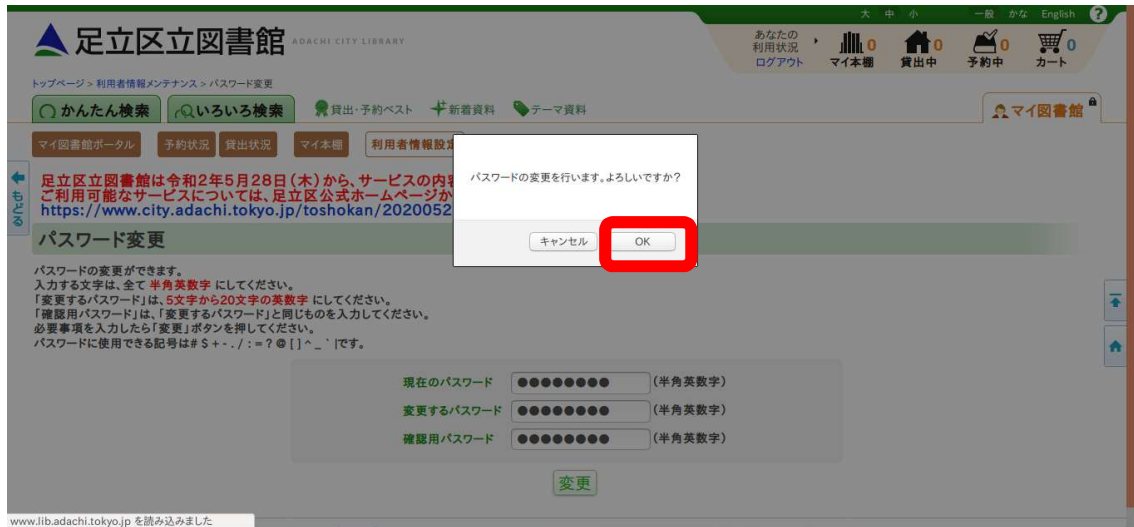 大 中 小 一般 かな English ?
足立区立図書館 ADACHI CITY LIBRARY
あなたの
利用状況
ログアウト
0 マイ本棚
0 貸出中
0 予約中
0 カート
トップページ > 利用者情報メンテナンス > パスワード変更
かんたん検索 いろいろ検索 貸出・予約ベスト 新着資料 テーマ資料 マイ図書館
マイ図書館ポータル 予約状況 貸出状況 マイ本棚 利用者情報設定
もどる
足立区立図書館は令和2年5月28日(木)から、サービスの内
ご利用可能なサービスについては、足立区公式ホームページか
https://www.city.adachi.tokyo.jp/toshokan/2020052
パスワードの変更を行います。よろしいですか?
キャンセル OK
パスワード変更
パスワードの変更ができます。
入力する文字は、全て 半角英数字 にしてください。
「変更するパスワード」は、5文字から20文字の英数字 にしてください。
「確認用パスワード」は、「変更するパスワード」と同じものを入力してください。
必要事項を入力したら「変更」ボタンを押してください。
パスワードに使用できる記号は# $ + - . / : = ? @ [ ] ^ _ ` |です。
現在のパスワード ●●●●●●●● (半角英数字)
変更するパスワード ●●●●●●●● (半角英数字)
確認用パスワード ●●●●●●●● (半角英数字)
変更
www.lib.adachi.tokyo.jp を読み込みました